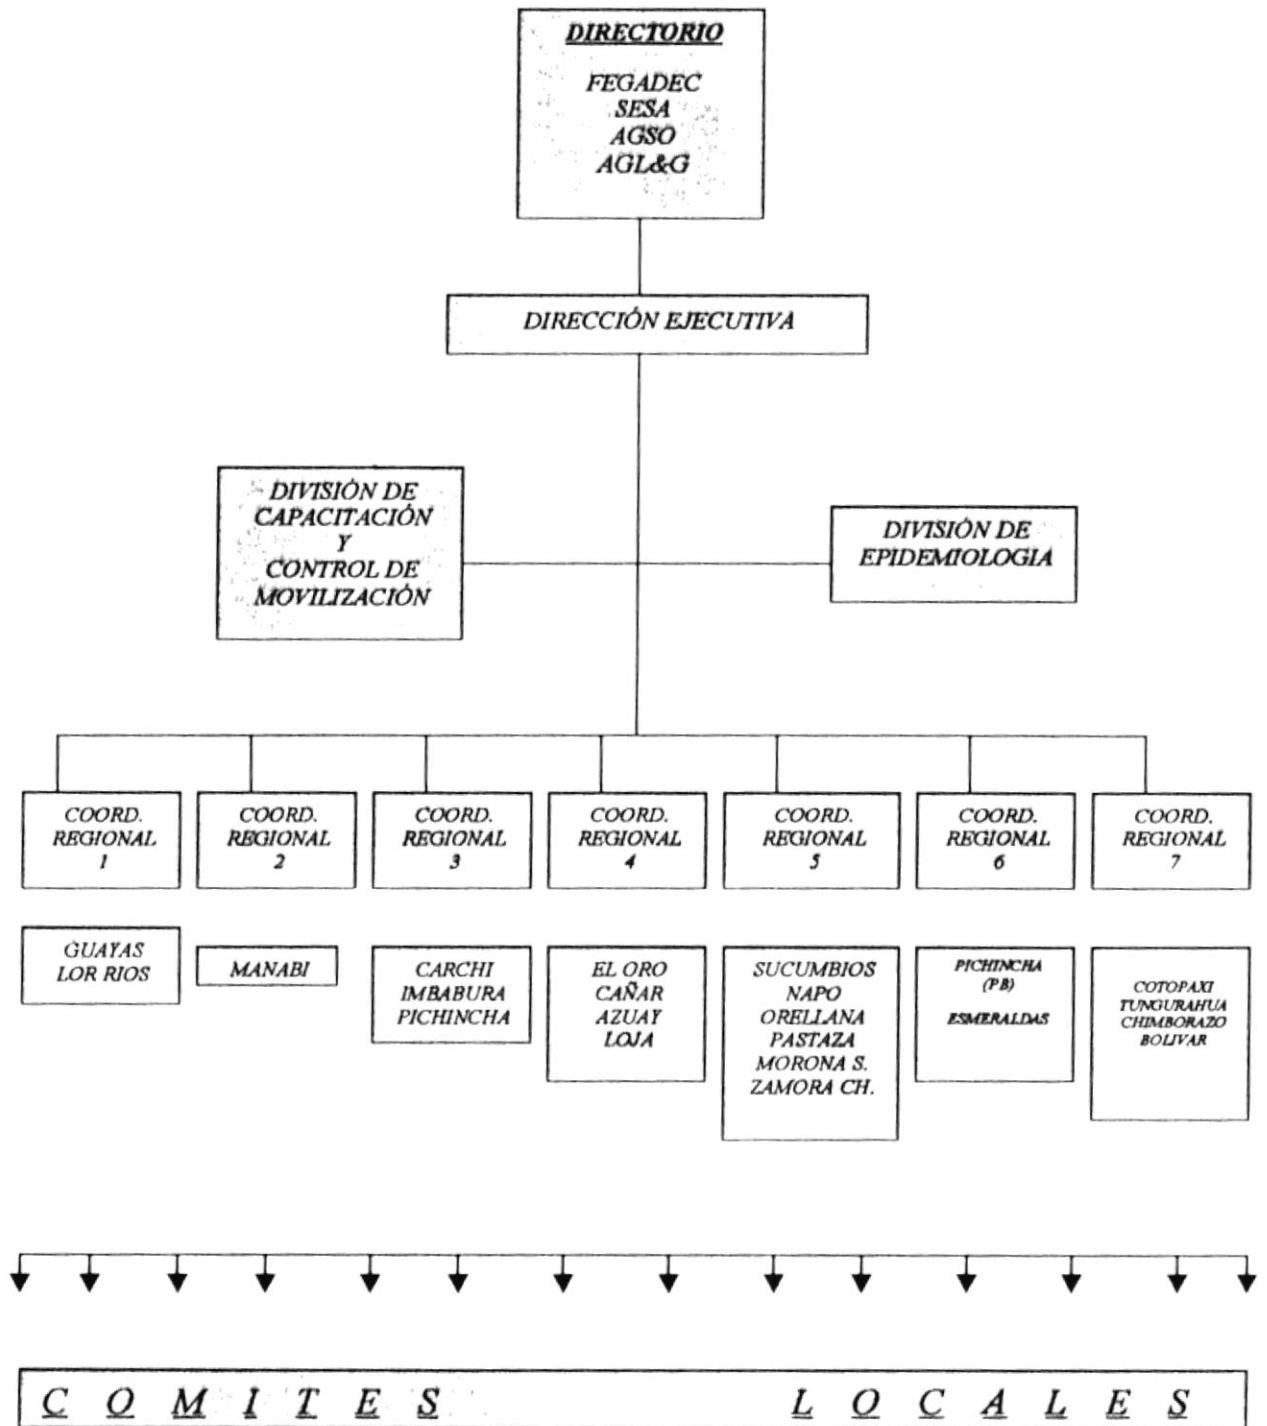 DIRECTORIO
FEGADEC
SESA
AGSO
AGL&G
DIRECCIÓN EJECUTIVA
DIVISIÓN DE
CAPACITACIÓN
Y
CONTROL DE
MOVILIZACIÓN
DIVISIÓN DE
EPIDEMIOLOGIA
COORD.
REGIONAL
1
COORD.
REGIONAL
2
COORD.
REGIONAL
3
COORD.
REGIONAL
4
COORD.
REGIONAL
5
COORD.
REGIONAL
6
COORD.
REGIONAL
7
GUAYAS
LOR RIOS
MANABI
CARCHI
IMBABURA
PICHINCHA
EL ORO
CAÑAR
AZUAY
LOJA
SUCUMBIOS
NAPO
ORELLANA
PASTAZA
MORONA S.
ZAMORA CH.
PICHINCHA
(PB)
ESMERALDAS
COTOPAXI
TUNGURAHUA
CHIMBORAZO
BOLIVAR
C O M I T E S L O C A L E S